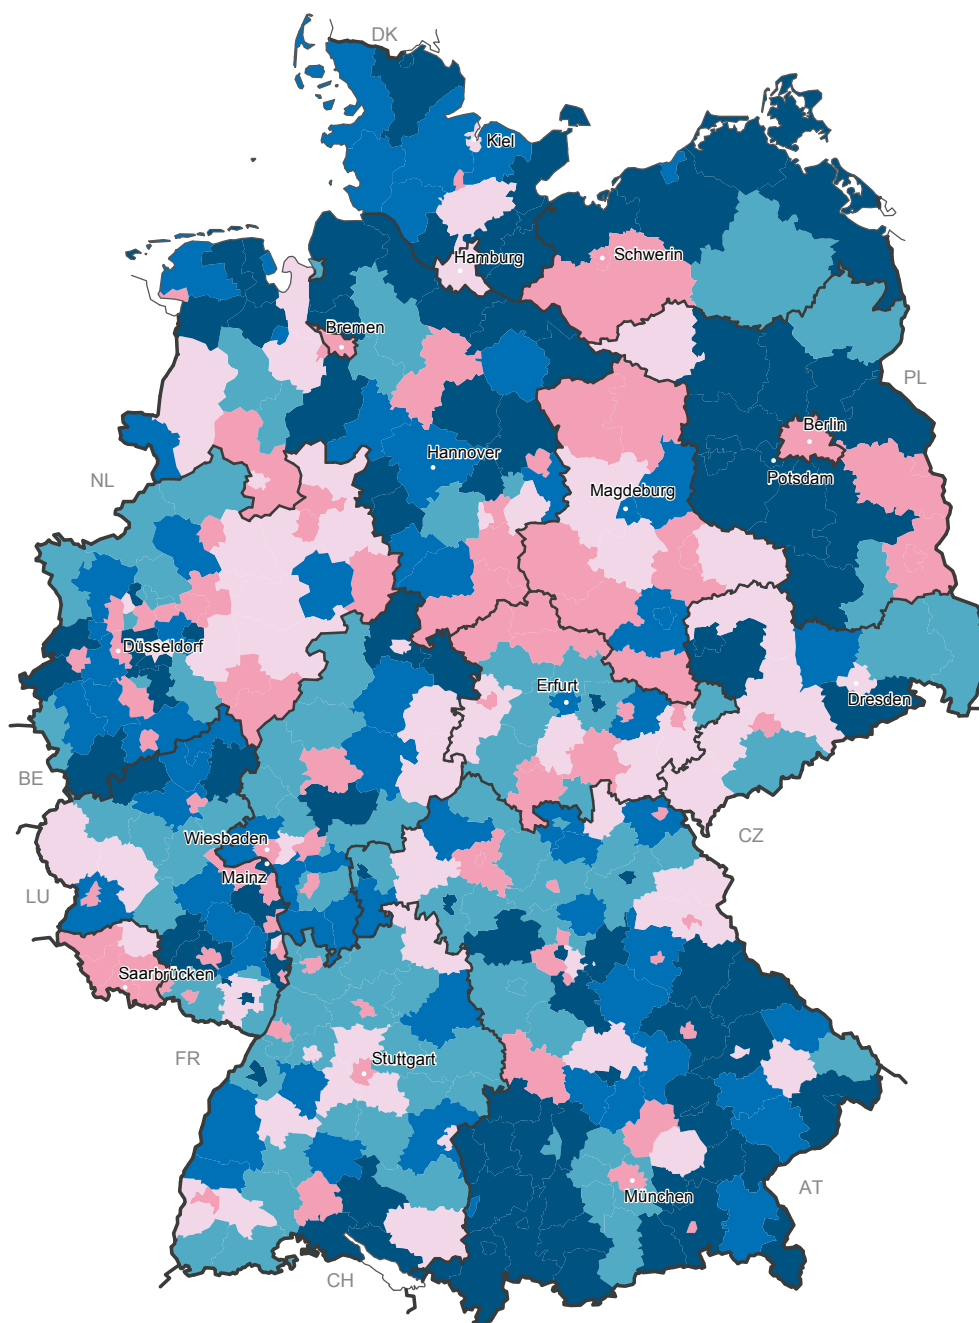 DK
Kiel
Hamburg
Schwerin
Bremen
PL
Berlin
Hannover
Potsdam
NL
Magdeburg
Düsseldorf
Erfurt
Dresden
BE
Wiesbaden
CZ
Mainz
LU
Saarbrücken
FR
Stuttgart
AT
München
CH